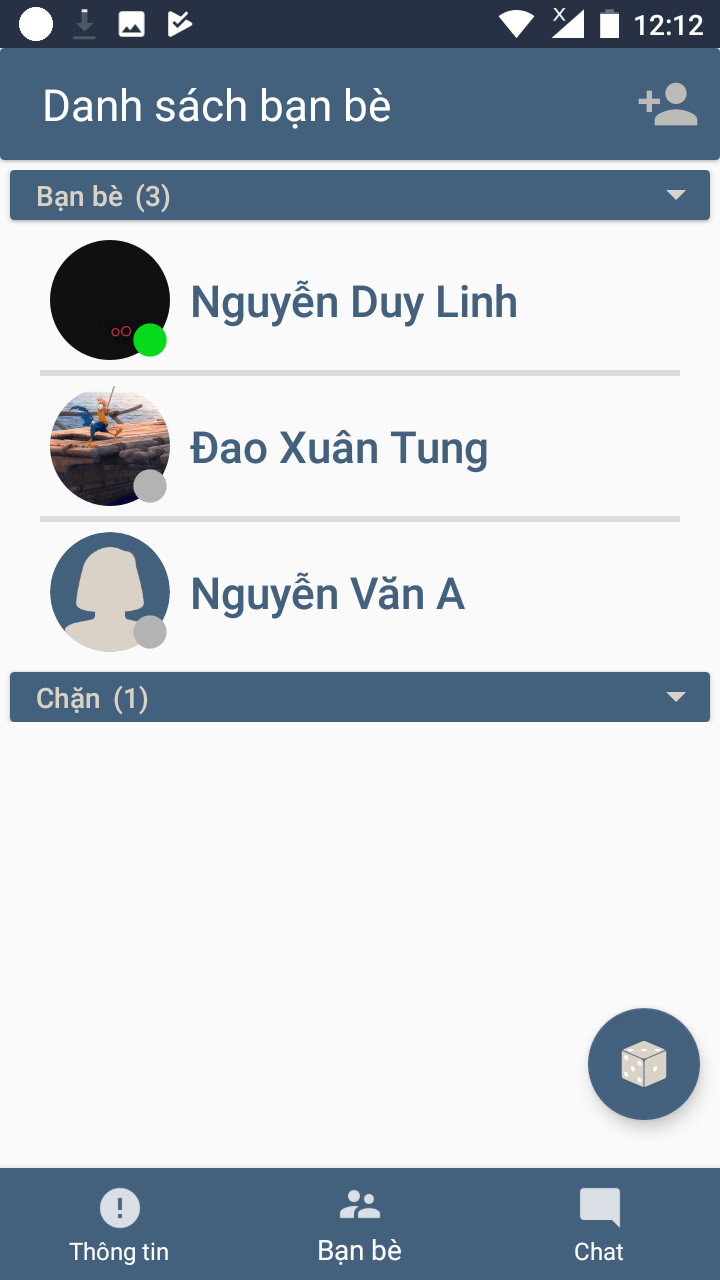 12:12
Danh sách bạn bè
Bạn bè (3)
Nguyễn Duy Linh
Đao Xuân Tung
Nguyễn Văn A
Chặn (1)
Thông tin
Bạn bè
Chat